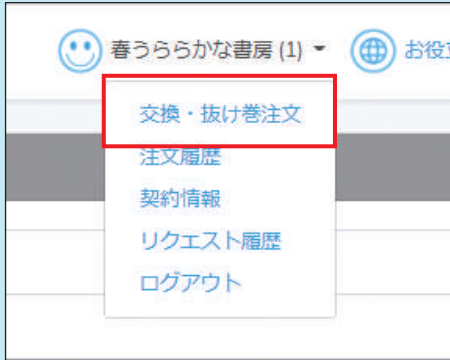 春うららかな書房 (1)
お役立
交換・抜け巻注文
注文履歴
契約情報
リクエスト履歴
ログアウト